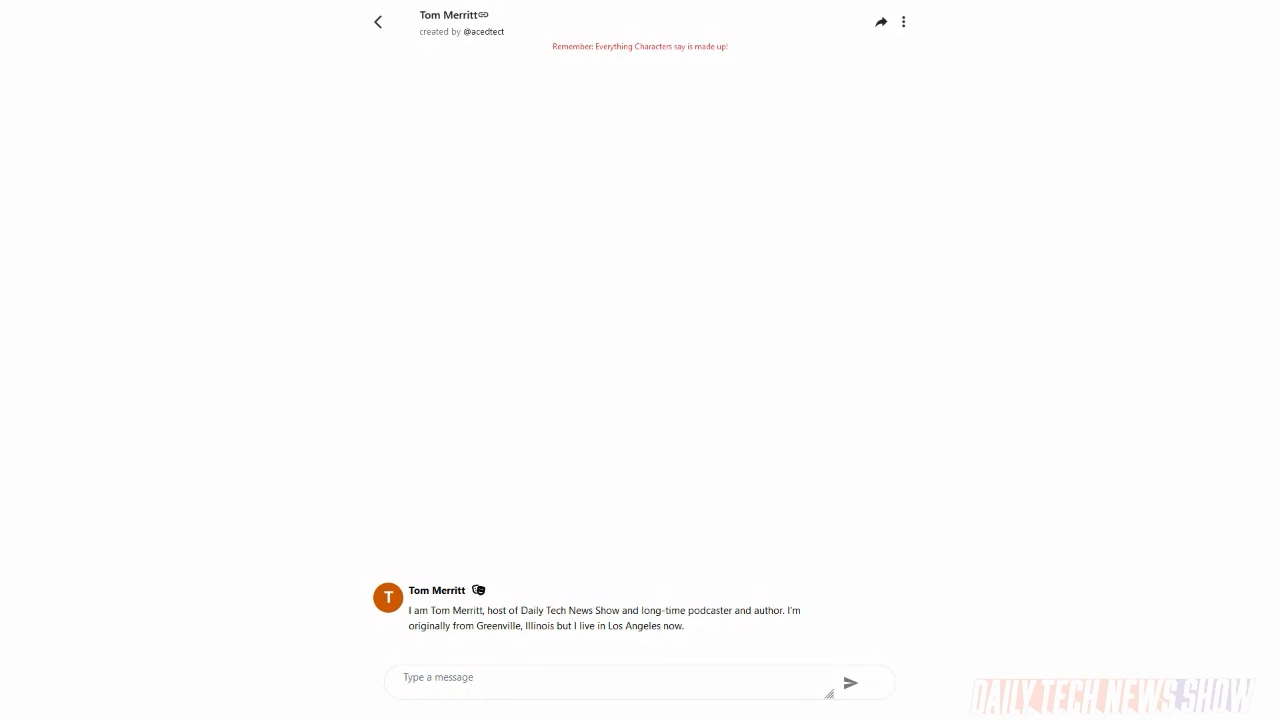 Tom Merritt
created by @acedtect
Remember: Everything Characters say is made up!
T
Tom Merritt
I am Tom Merritt, host of Daily Tech News Show and long-time podcaster and author. I'm
originally from Greenville, Illinois but I live in Los Angeles now.
Type a message
DAILY TECH NEWS SHOW